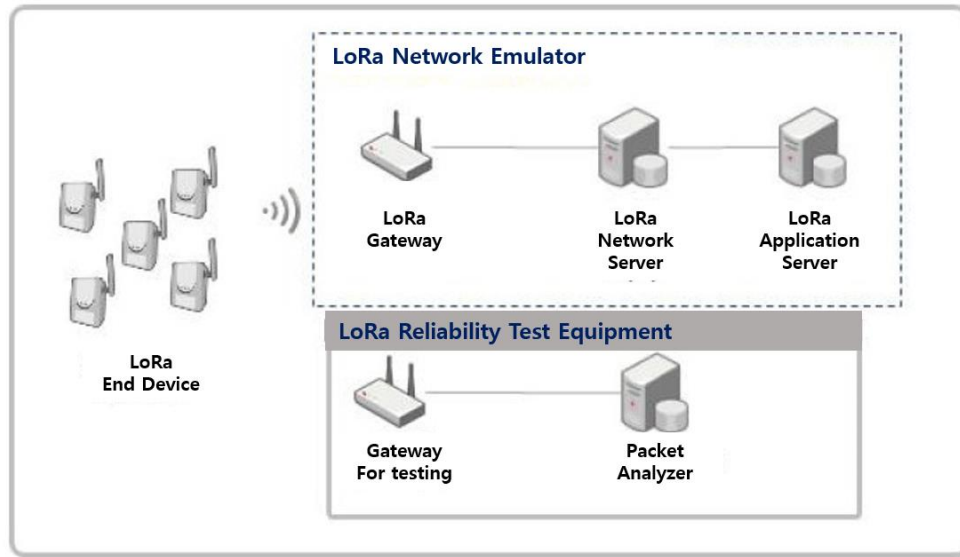 LoRa Network Emulator
LoRa
Gateway
LoRa
Network
Server
LoRa
Application
Server
LoRa
End Device
LoRa Reliability Test Equipment
Gateway
For testing
Packet
Analyzer